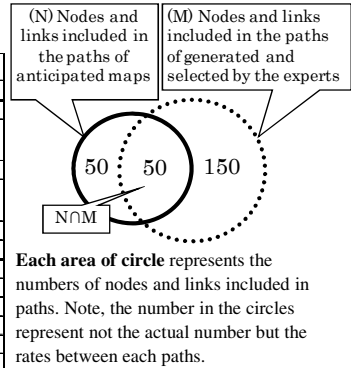 (N) Nodes and
links included in
the paths of
anticipated maps
(M) Nodes and links
included in the paths
of generated and
selected by the experts
50
50
150
N∩M
Each area of circle represents the
numbers of nodes and links included in
paths. Note, the number in the circles
represent not the actual number but the
rates between each paths.